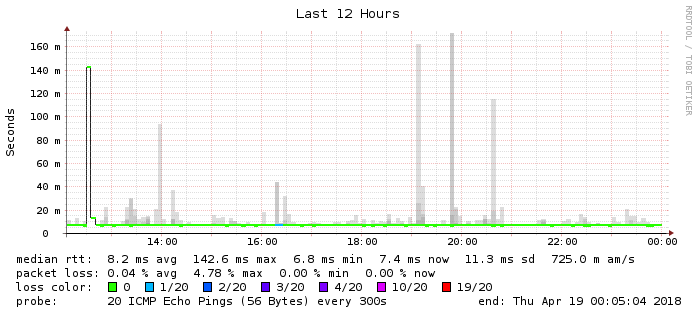 Last 12 Hours
RRDTOOL / TOBI OETIKER
Seconds
160 m
140 m
120 m
100 m
80 m
60 m
40 m
20 m
0
14:00 16:00 18:00 20:00 22:00 00:00
median rtt: 8.2 ms avg 142.6 ms max 6.8 ms min 7.4 ms now 11.3 ms sd 725.0 m am/s
packet loss: 0.04 % avg 4.78 % max 0.00 % min 0.00 % now
loss color: 0 1/20 2/20 3/20 4/20 10/20 19/20
probe: 20 ICMP Echo Pings (56 Bytes) every 300s end: Thu Apr 19 00:05:04 2018